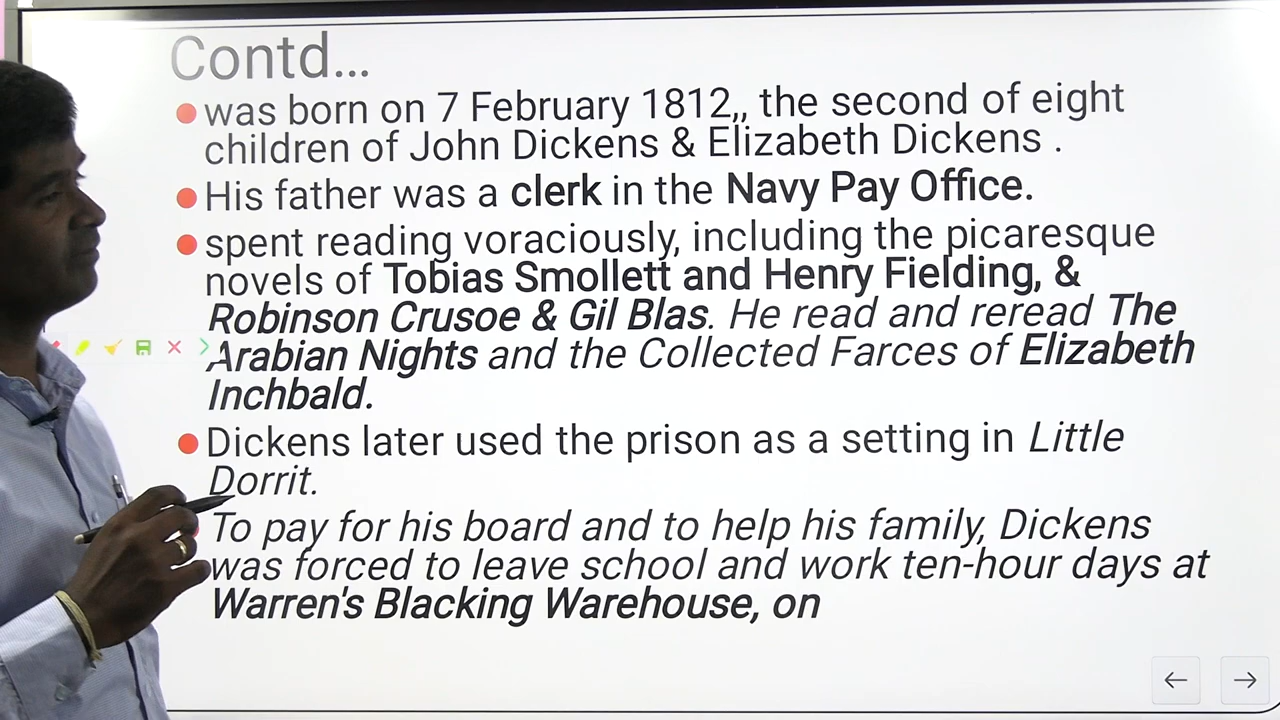 Contd...
was born on 7 February 1812,, the second of eight
children of John Dickens & Elizabeth Dickens .
His father was a clerk in the Navy Pay Office.
spent reading voraciously, including the picaresque
novels of Tobias Smollett and Henry Fielding, &
Robinson Crusoe & Gil Blas. He read and reread The
Arabian Nights and the Collected Farces of Elizabeth
Inchbald.
Dickens later used the prison as a setting in Little
Dorrit.
To pay for his board and to help his family, Dickens
was forced to leave school and work ten-hour days at
Warren's Blacking Warehouse, on